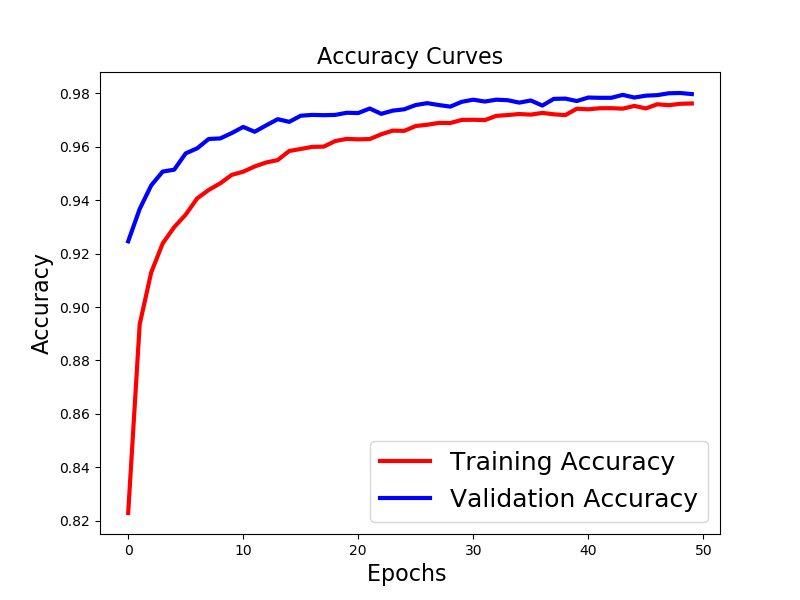 Accuracy Curves
0.98
0.96
0.94
0.92
0.90
0.88
0.86
0.84
0.82
Accuracy
Training Accuracy
Validation Accuracy
0 10 20 30 40 50
Epochs